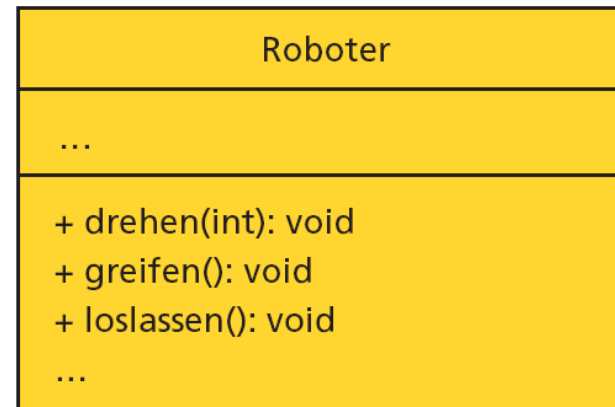 Roboter
...
+ drehen(int): void
+ greifen(): void
+ loslassen(): void
...